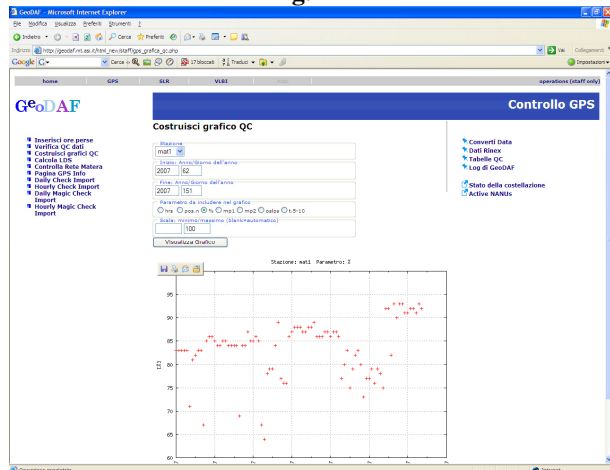 GeoDAF - Microsoft Internet Explorer
File Modifica Visualizza Preferiti Strumenti ?
Indietro Cerca Preferiti
Indirizzo http://geodaf.mt.asi.it/html_new/staff/gps_grafica_qc.php Vai Collegamenti
Google G Cerca 17 bloccati Traduci Impostazioni
home GPS SLR VLBI operations (staff only)
GeoDAF
Controllo GPS
Inserisci ore perse
Verifica QC dati
Costruisci grafici QC
Calcola LDS
Controlla Rete Matera
Pagina GPS Info
Daily Check Import
Hourly Check Import
Daily Magic Check
Import
Hourly Magic Check
Import
Costruisci grafico QC
Stazione
mat1
Inizio: Anno/Giorno dell'anno
2007 62
Fine: Anno/Giorno dell'anno
2007 151
Parametro da includere nel grafico
hrs pos.n % mp1 mp2 oslps t.9-10
Scala: minimo/massimo (blank=automatico)
100
Visualizza Grafico
Converti Data
Dati Rinex
Tabelle QC
Log di GeoDAF
Stato della costellazione
Active NANUs
Stazione: mat1 Parametro: %
95
90
85
80
75
70
65
60
(%)
Internet